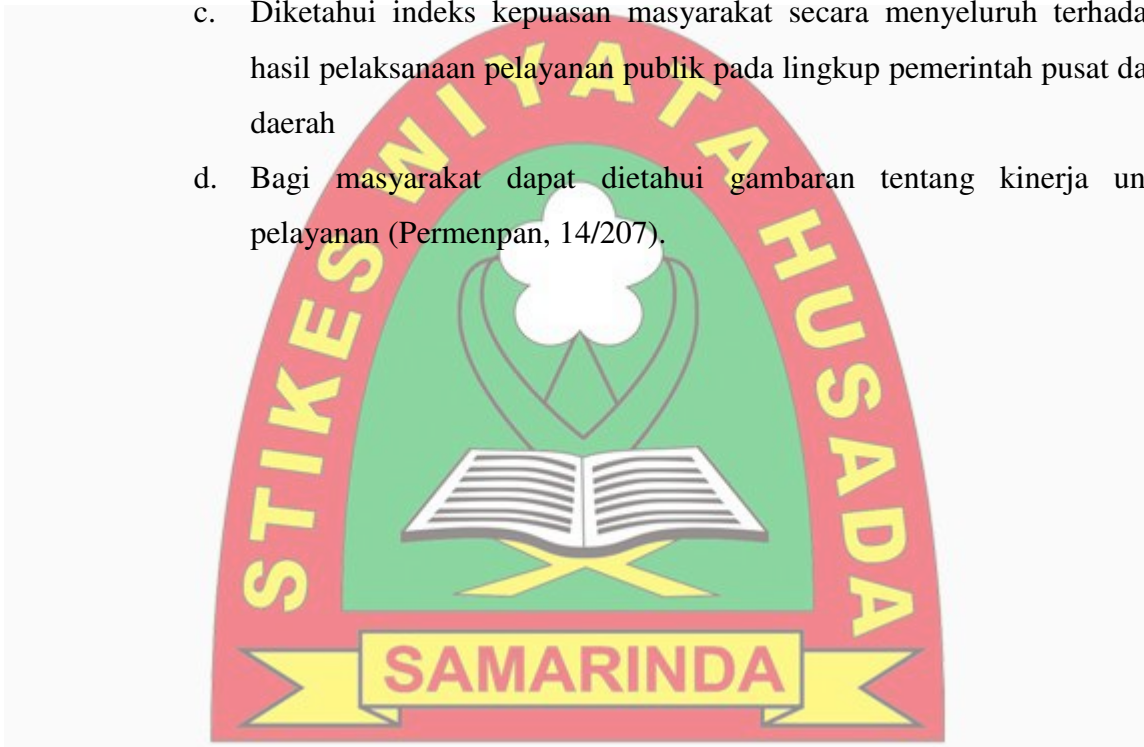 c. Diketahui indeks kepuasan masyarakat secara menyeluruh terhada
hasil pelaksanaan pelayanan publik pada lingkup pemerintah pusat da
daerah
d. Bagi masyarakat dapat dietahui gambaran tentang kinerja un
pelayanan (Permenpan, 14/207).
STIKES WIYATA HUSADA
SAMARINDA